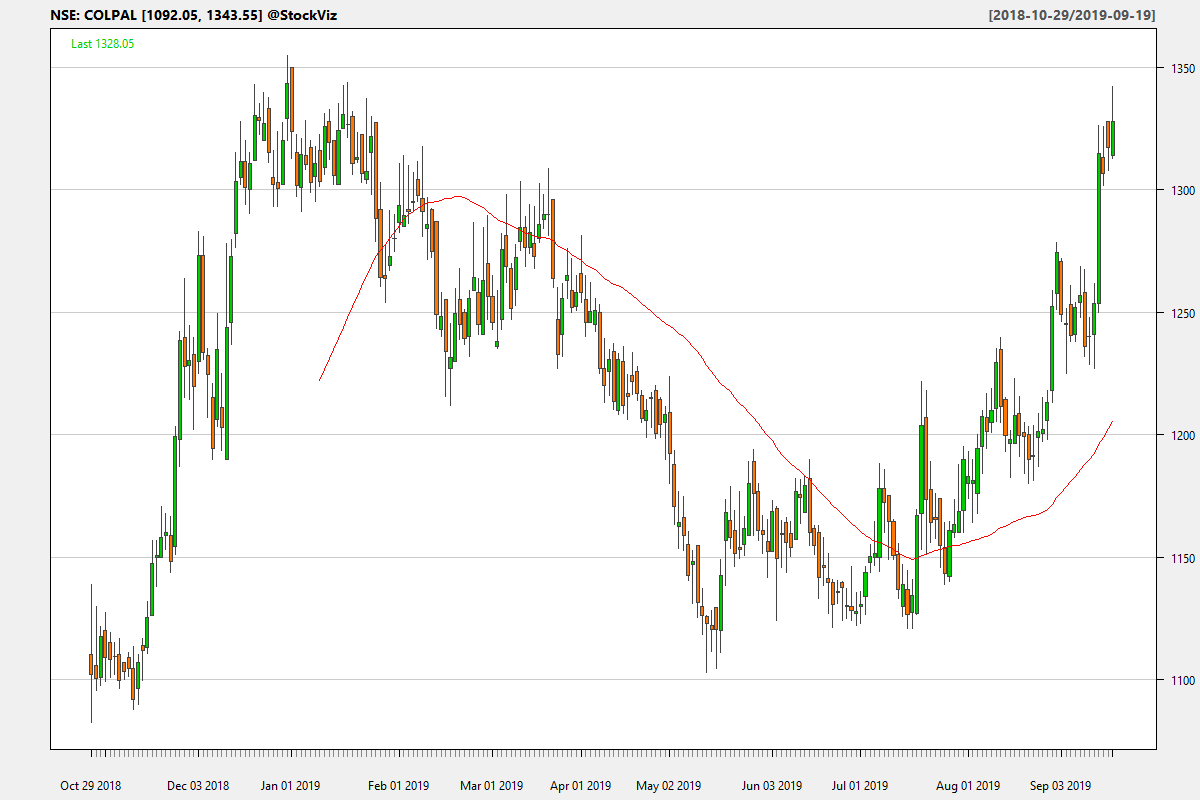 NSE: COLPAL [1092.05, 1343.55] @StockViz
[2018-10-29/2019-09-19]
Last 1328.05
1350
1300
1250
1200
1150
1100
Oct 29 2018 Dec 03 2018 Jan 01 2019 Feb 01 2019 Mar 01 2019 Apr 01 2019 May 02 2019 Jun 03 2019 Jul 01 2019 Aug 01 2019 Sep 03 2019